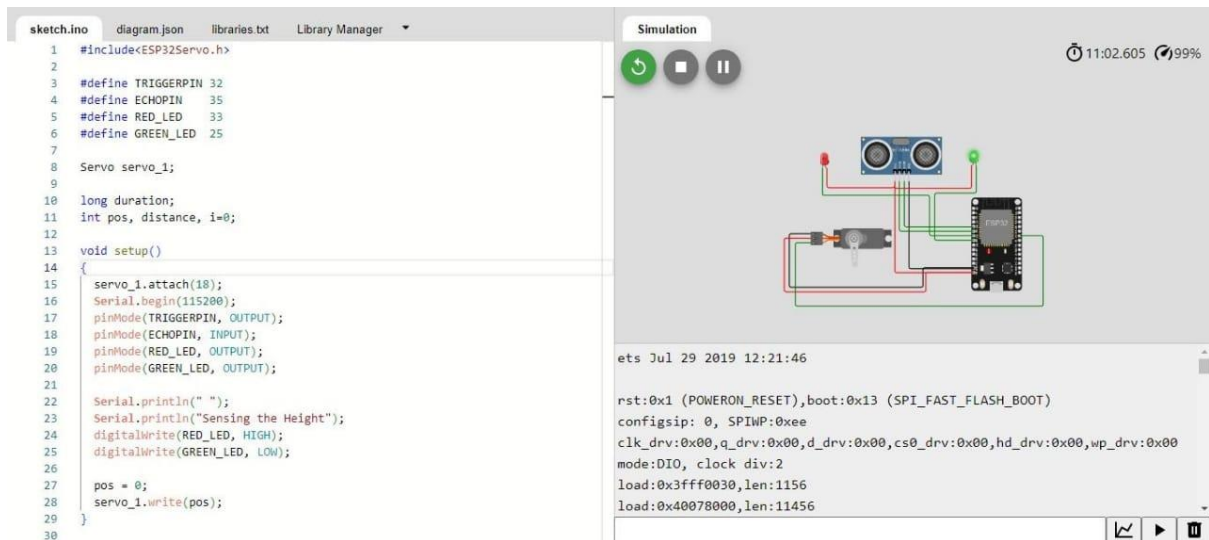 sketch.ino diagram.json libraries.txt Library Manager
1 #include<ESP32Servo.h>
2
3 #define TRIGGERPIN 32
4 #define ECHOPIN    35
5 #define RED_LED    33
6 #define GREEN_LED  25
7
8 Servo servo_1;
9
10 long duration;
11 int pos, distance, i=0;
12
13 void setup()
14 {
15   servo_1.attach(18);
16   Serial.begin(115200);
17   pinMode(TRIGGERPIN, OUTPUT);
18   pinMode(ECHOPIN, INPUT);
19   pinMode(RED_LED, OUTPUT);
20   pinMode(GREEN_LED, OUTPUT);
21
22   Serial.println(" ");
23   Serial.println("Sensing the Height");
24   digitalWrite(RED_LED, HIGH);
25   digitalWrite(GREEN_LED, LOW);
26
27   pos = 0;
28   servo_1.write(pos);
29 }
30
Simulation
11:02.605 99%
ESP32
ets Jul 29 2019 12:21:46
rst:0x1 (POWERON_RESET),boot:0x13 (SPI_FAST_FLASH_BOOT)
configsip: 0, SPIWP:0xee
clk_drv:0x00,q_drv:0x00,d_drv:0x00,cs0_drv:0x00,hd_drv:0x00,wp_drv:0x00
mode:DIO, clock div:2
load:0x3fff0030,len:1156
load:0x40078000,len:11456